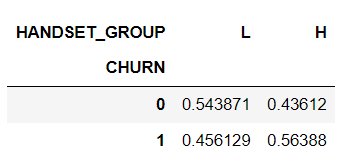 HANDSET_GROUP L H
CHURN
0 0.543871 0.43612
1 0.456129 0.56388